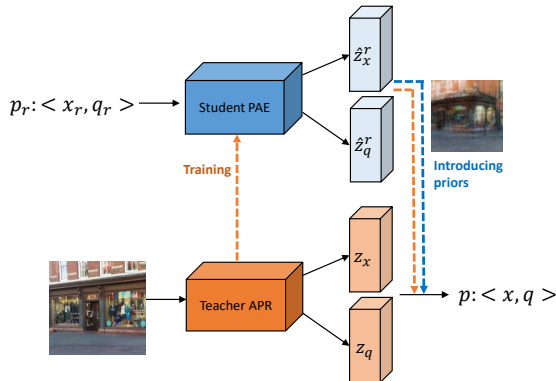 p_r: < x_r, q_r >
Student PAE
ẑ_x^r
ẑ_q^r
Training
Introducing
priors
Teacher APR
z_x
z_q
p: < x, q >